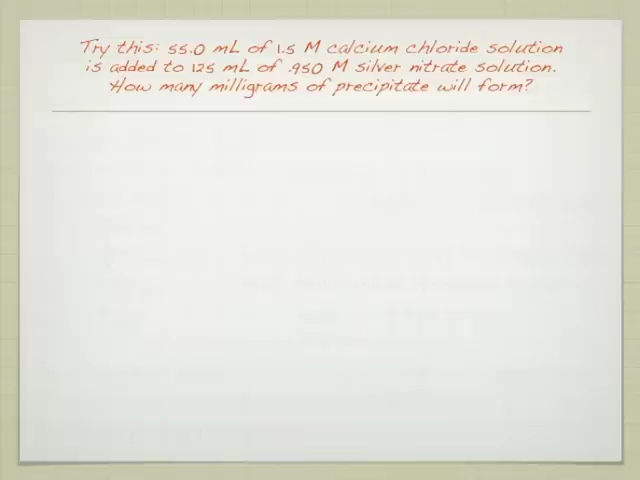 Try this: 55.0 mL of 1.5 M calcium chloride solution
is added to 125 mL of .950 M silver nitrate solution.
How many milligrams of precipitate will form?